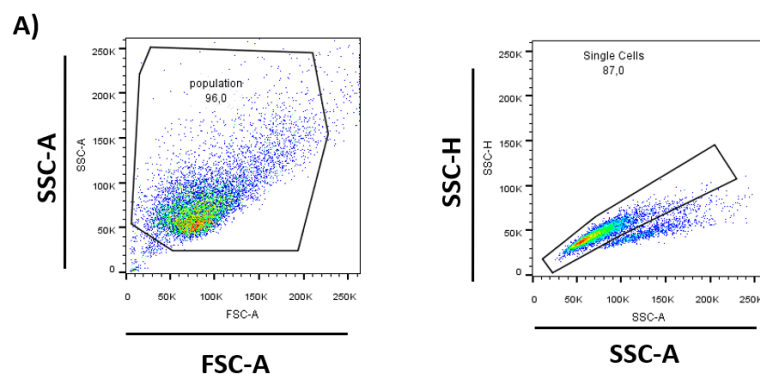 A)
SSC-A
SSC-A
250K
200K
150K
100K
50K
0
population
96,0
0 50K 100K 150K 200K 250K
FSC-A
FSC-A
SSC-H
SSC-H
250K
200K
150K
100K
50K
0
Single Cells
87,0
0 50K 100K 150K 200K 250K
SSC-A
SSC-A